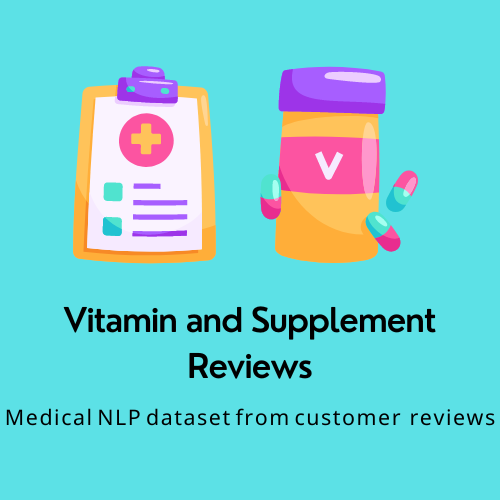 V
Vitamin and Supplement
Reviews
Medical NLP dataset from customer reviews